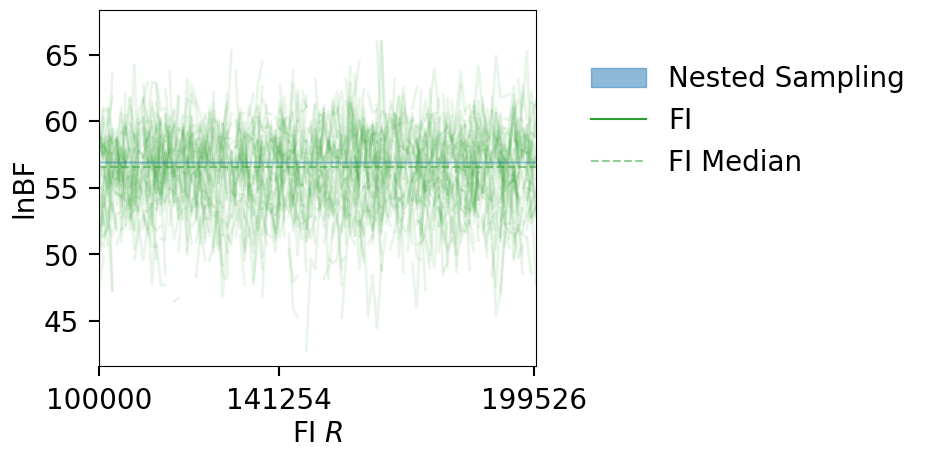 65
60
55
50
45
lnBF
100000
141254
199526
FI R
Nested Sampling
FI
FI Median